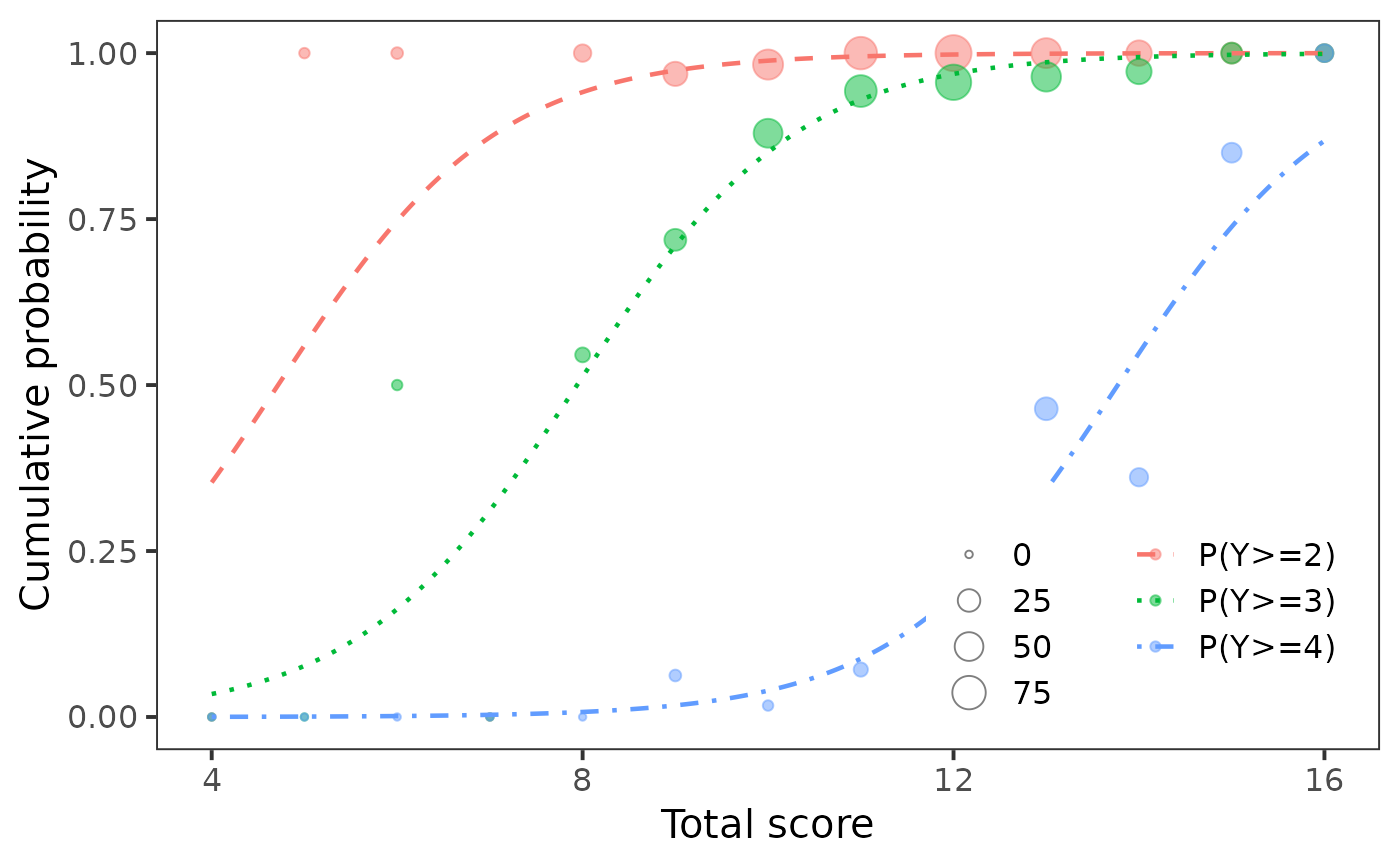 1.00
0.75
0.50
0.25
0.00
Cumulative probability
0
25
50
75
P(Y>=2)
P(Y>=3)
P(Y>=4)
4
8
12
16
Total score